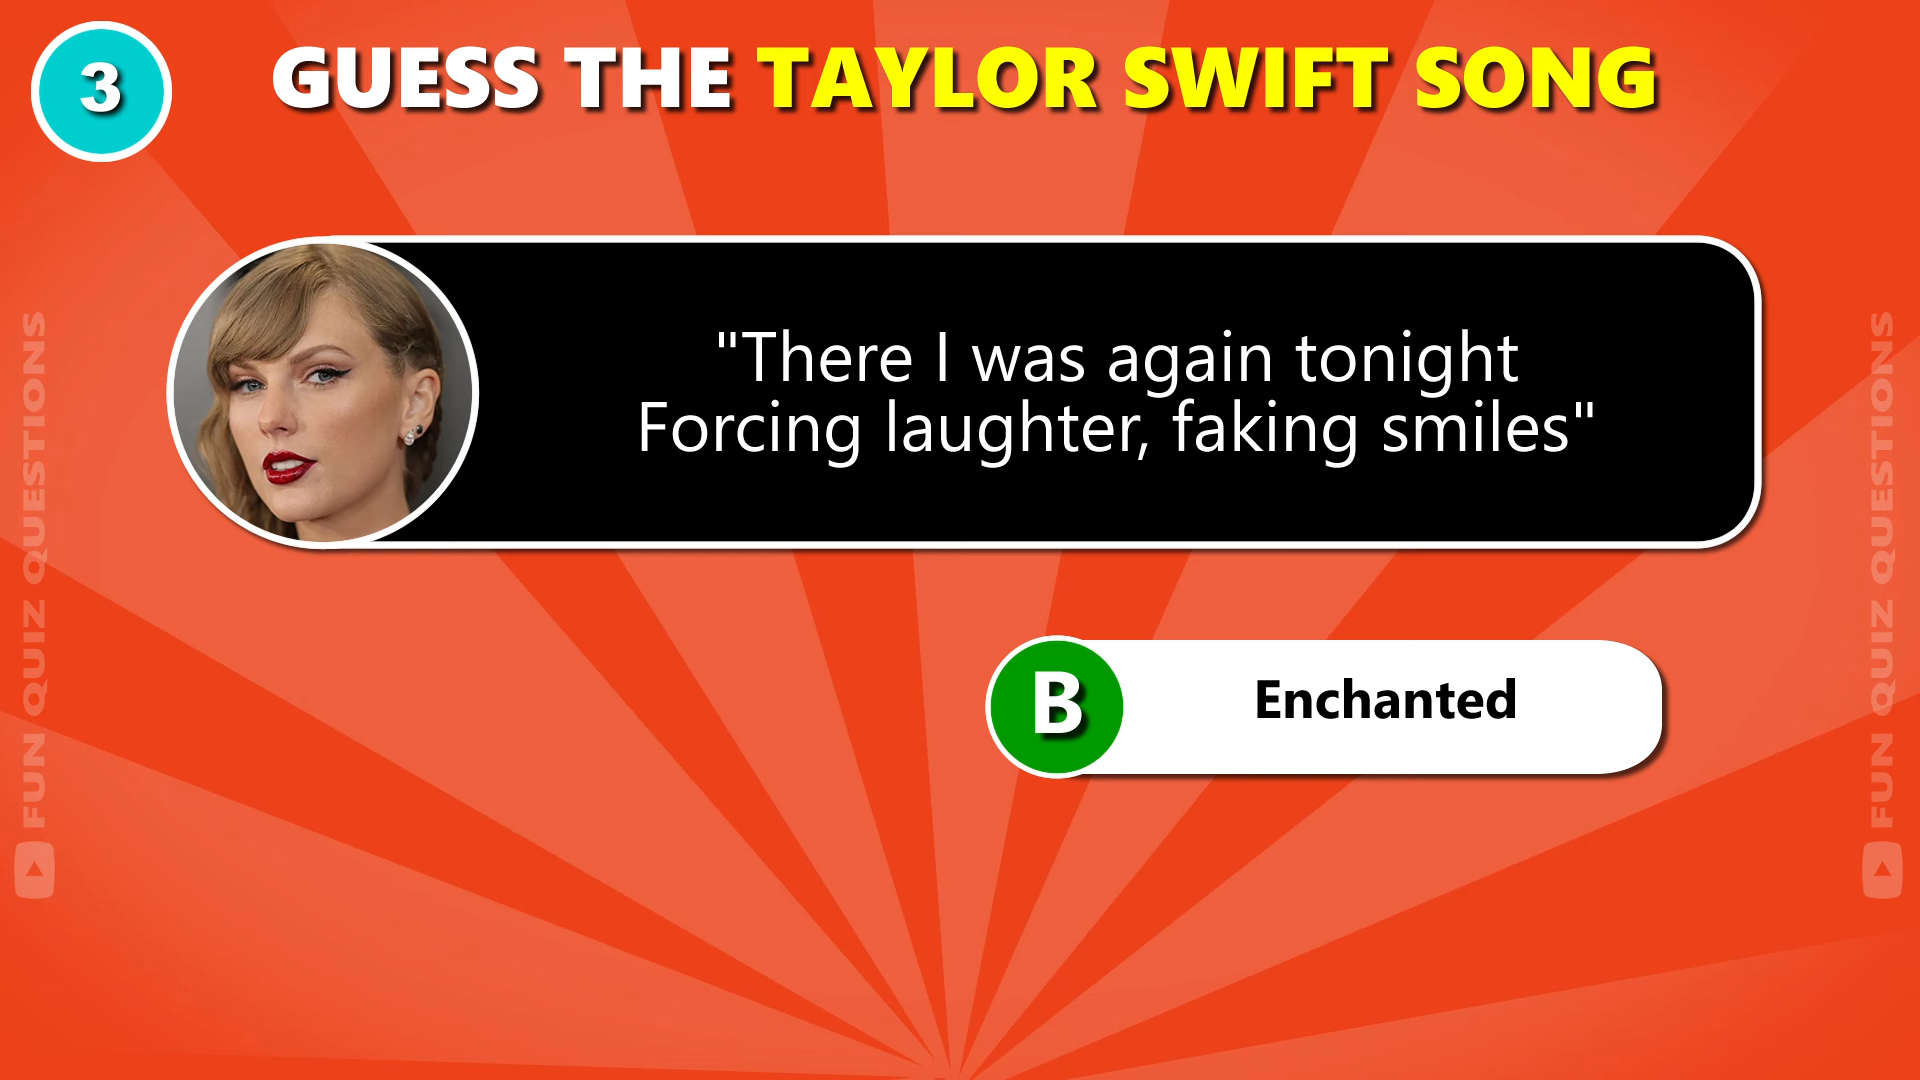 3
GUESS THE TAYLOR SWIFT SONG
"There I was again tonight
Forcing laughter, faking smiles"
B
Enchanted
FUN QUIZ QUESTIONS
FUN QUIZ QUESTIONS